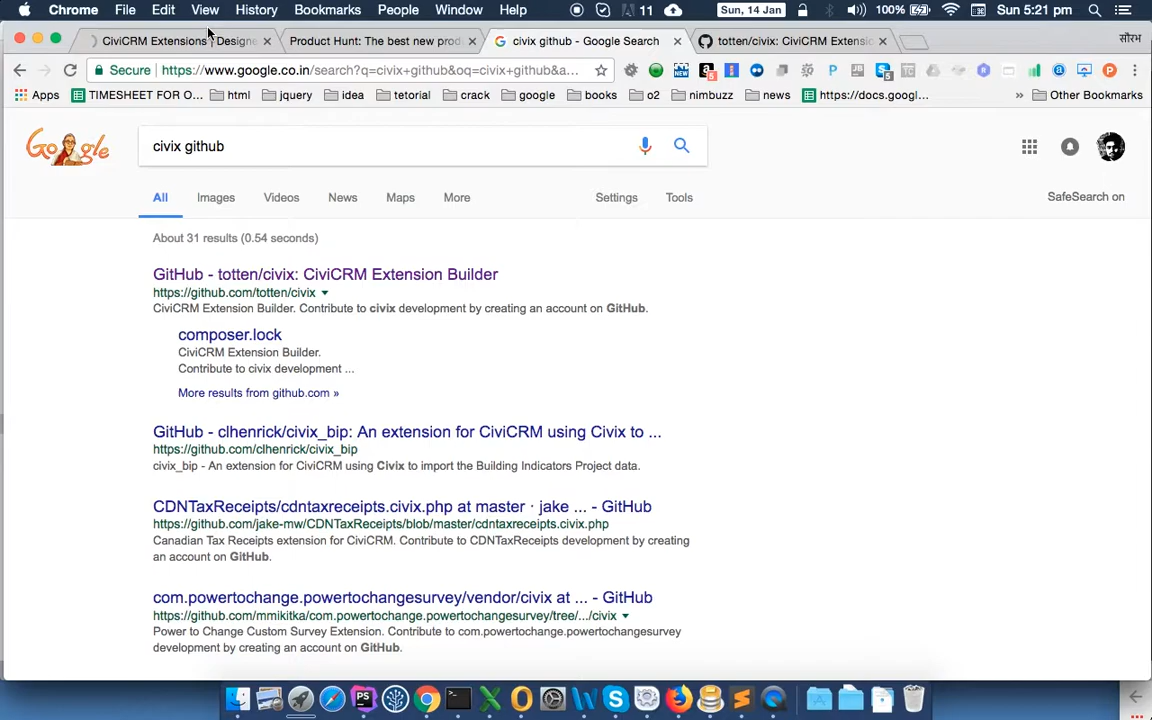 Chrome File Edit View History Bookmarks People Window Help 11 Sun, 14 Jan 100% Sun 5:21 pm
CiviCRM Extensions | Designe Product Hunt: The best new prod civix github - Google Search totten/civix: CiviCRM Extensio सौरभ
Secure https://www.google.co.in/search?q=civix+github&oq=civix+github&a...
Apps TIMESHEET FOR O... html jquery idea tetorial crack google books o2 nimbuzz news https://docs.googl... » Other Bookmarks
Google civix github
All Images Videos News Maps More Settings Tools SafeSearch on
About 31 results (0.54 seconds)
GitHub - totten/civix: CiviCRM Extension Builder
https://github.com/totten/civix
CiviCRM Extension Builder. Contribute to civix development by creating an account on GitHub.
composer.lock
CiviCRM Extension Builder.
Contribute to civix development ...
More results from github.com »
GitHub - clhenrick/civix_bip: An extension for CiviCRM using Civix to ...
https://github.com/clhenrick/civix_bip
civix_bip - An extension for CiviCRM using Civix to import the Building Indicators Project data.
CDNTaxReceipts/cdntaxreceipts.civix.php at master · jake ... - GitHub
https://github.com/jake-mw/CDNTaxReceipts/blob/master/cdntaxreceipts.civix.php
Canadian Tax Receipts extension for CiviCRM. Contribute to CDNTaxReceipts development by creating
an account on GitHub.
com.powertochange.powertochangesurvey/vendor/civix at ... - GitHub
https://github.com/mmikitka/com.powertochange.powertochangesurvey/tree/.../civix
Power to Change Custom Survey Extension. Contribute to com.powertochange.powertochangesurvey
development by creating an account on GitHub.